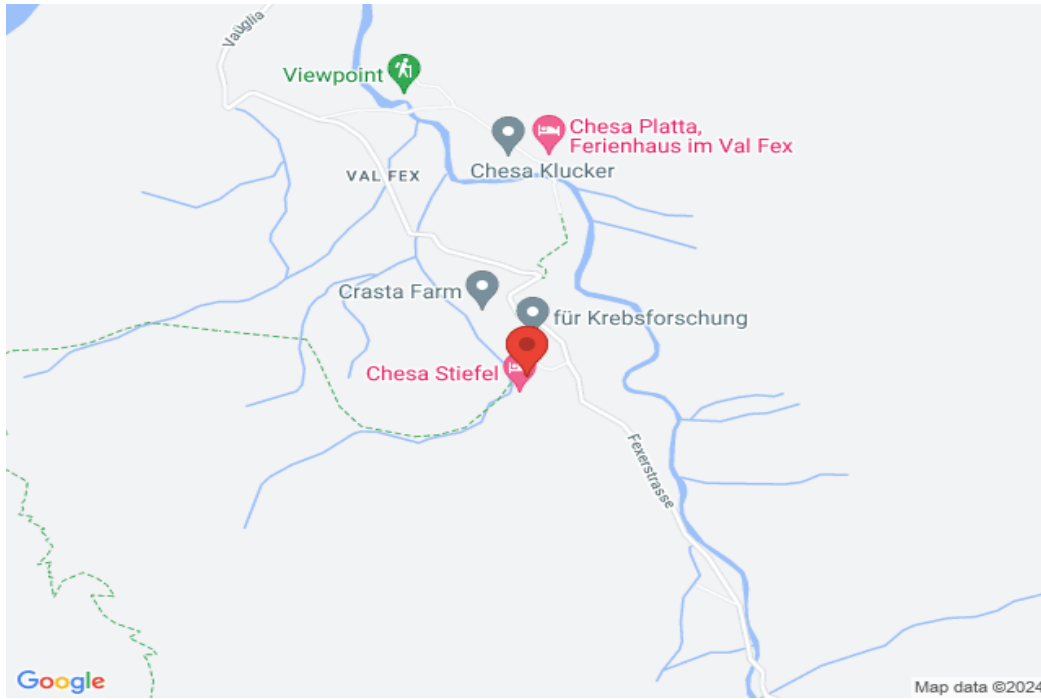 Vaüglia
Viewpoint
Chesa Platta,
Ferienhaus im Val Fex
Chesa Klucker
VAL FEX
Crasta Farm
für Krebsforschung
Chesa Stiefel
Fexerstrasse
Google
Map data ©2024